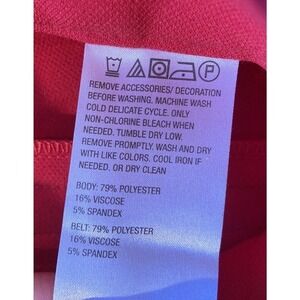 P
REMOVE ACCESSORIES/ DECORATION
BEFORE WASHING. MACHINE WASH
COLD DELICATE CYCLE. ONLY
NON-CHLORINE BLEACH WHEN
NEEDED. TUMBLE DRY LOW.
REMOVE PROMPTLY. WASH AND DRY
WITH LIKE COLORS. COOL IRON IF
NEEDED. OR DRY CLEAN
BODY: 79% POLYESTER
16% VISCOSE
5% SPANDEX
BELT: 79% POLYESTER
16% VISCOSE
5% SPANDEX